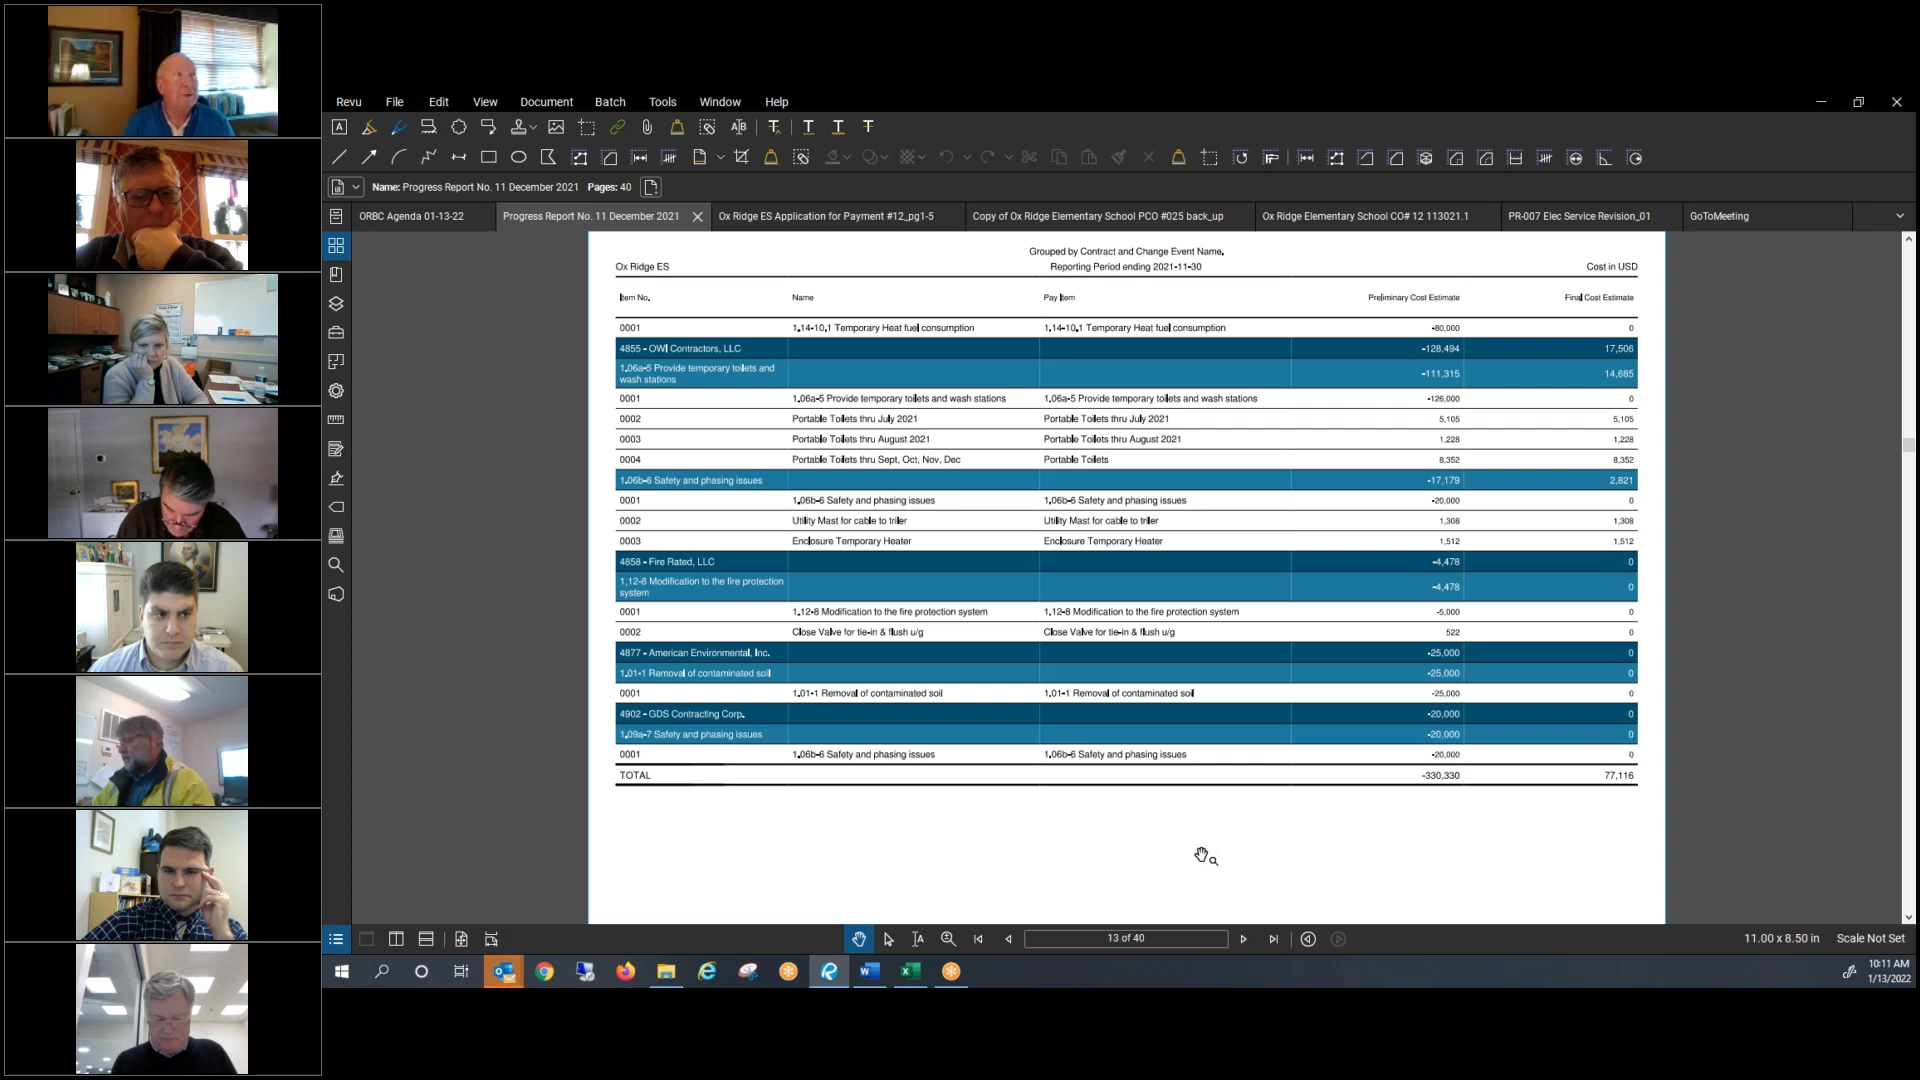 Revu File Edit View Document Batch Tools Window Help
Name: Progress Report No. 11 December 2021 Pages: 40
ORBC Agenda 01-13-22 Progress Report No. 11 December 2021 Ox Ridge ES Application for Payment #12_pg1-5 Copy of Ox Ridge Elementary School PCO #025 back_up Ox Ridge Elementary School CO# 12 113021.1 PR-007 Elec Service Revision_01 GoToMeeting
Grouped by Contract and Change Event Name.
Ox Ridge ES Reporting Period ending 2021-11-30 Cost in USD
Item No. Name Pay Item Preliminary Cost Estimate Final Cost Estimate
0001 1.14-10.1 Temporary Heat fuel consumption 1.14-10.1 Temporary Heat fuel consumption -80,000 0
4855 - OWI Contractors, LLC -128,494 17,506
1.06a-5 Provide temporary toilets and
wash stations -111,315 14,685
0001 1.06a-5 Provide temporary toilets and wash stations 1.06a-5 Provide temporary toilets and wash stations -126,000 0
0002 Portable Toilets thru July 2021 Portable Toilets thru July 2021 5,105 5,105
0003 Portable Toilets thru August 2021 Portable Toilets thru August 2021 1,228 1,228
0004 Portable Toilets thru Sept, Oct, Nov, Dec Portable Toilets 8,352 8,352
1.06b-6 Safety and phasing issues -17,179 2,821
0001 1.06b-6 Safety and phasing issues 1.06b-6 Safety and phasing issues -20,000 0
0002 Utility Mast for cable to triler Utility Mast for cable to triler 1,308 1,308
0003 Enclosure Temporary Heater Enclosure Temporary Heater 1,512 1,512
4858 - Fire Rated, LLC -4,478 0
1.12-8 Modification to the fire protection
system -4,478 0
0001 1.12-8 Modification to the fire protection system 1.12-8 Modification to the fire protection system -5,000 0
0002 Close Valve for tie-in & flush u/g Close Valve for tie-in & flush u/g 522 0
4877 - American Environmental, Inc. -25,000 0
1.01-1 Removal of contaminated soil -25,000 0
0001 1.01-1 Removal of contaminated soil 1.01-1 Removal of contaminated soil -25,000 0
4902 - GDS Contracting Corp. -20,000 0
1.09a-7 Safety and phasing issues -20,000 0
0001 1.06b-6 Safety and phasing issues 1.06b-6 Safety and phasing issues -20,000 0
TOTAL -330,330 77,116
13 of 40 11.00 x 8.50 in Scale Not Set
10:11 AM
1/13/2022